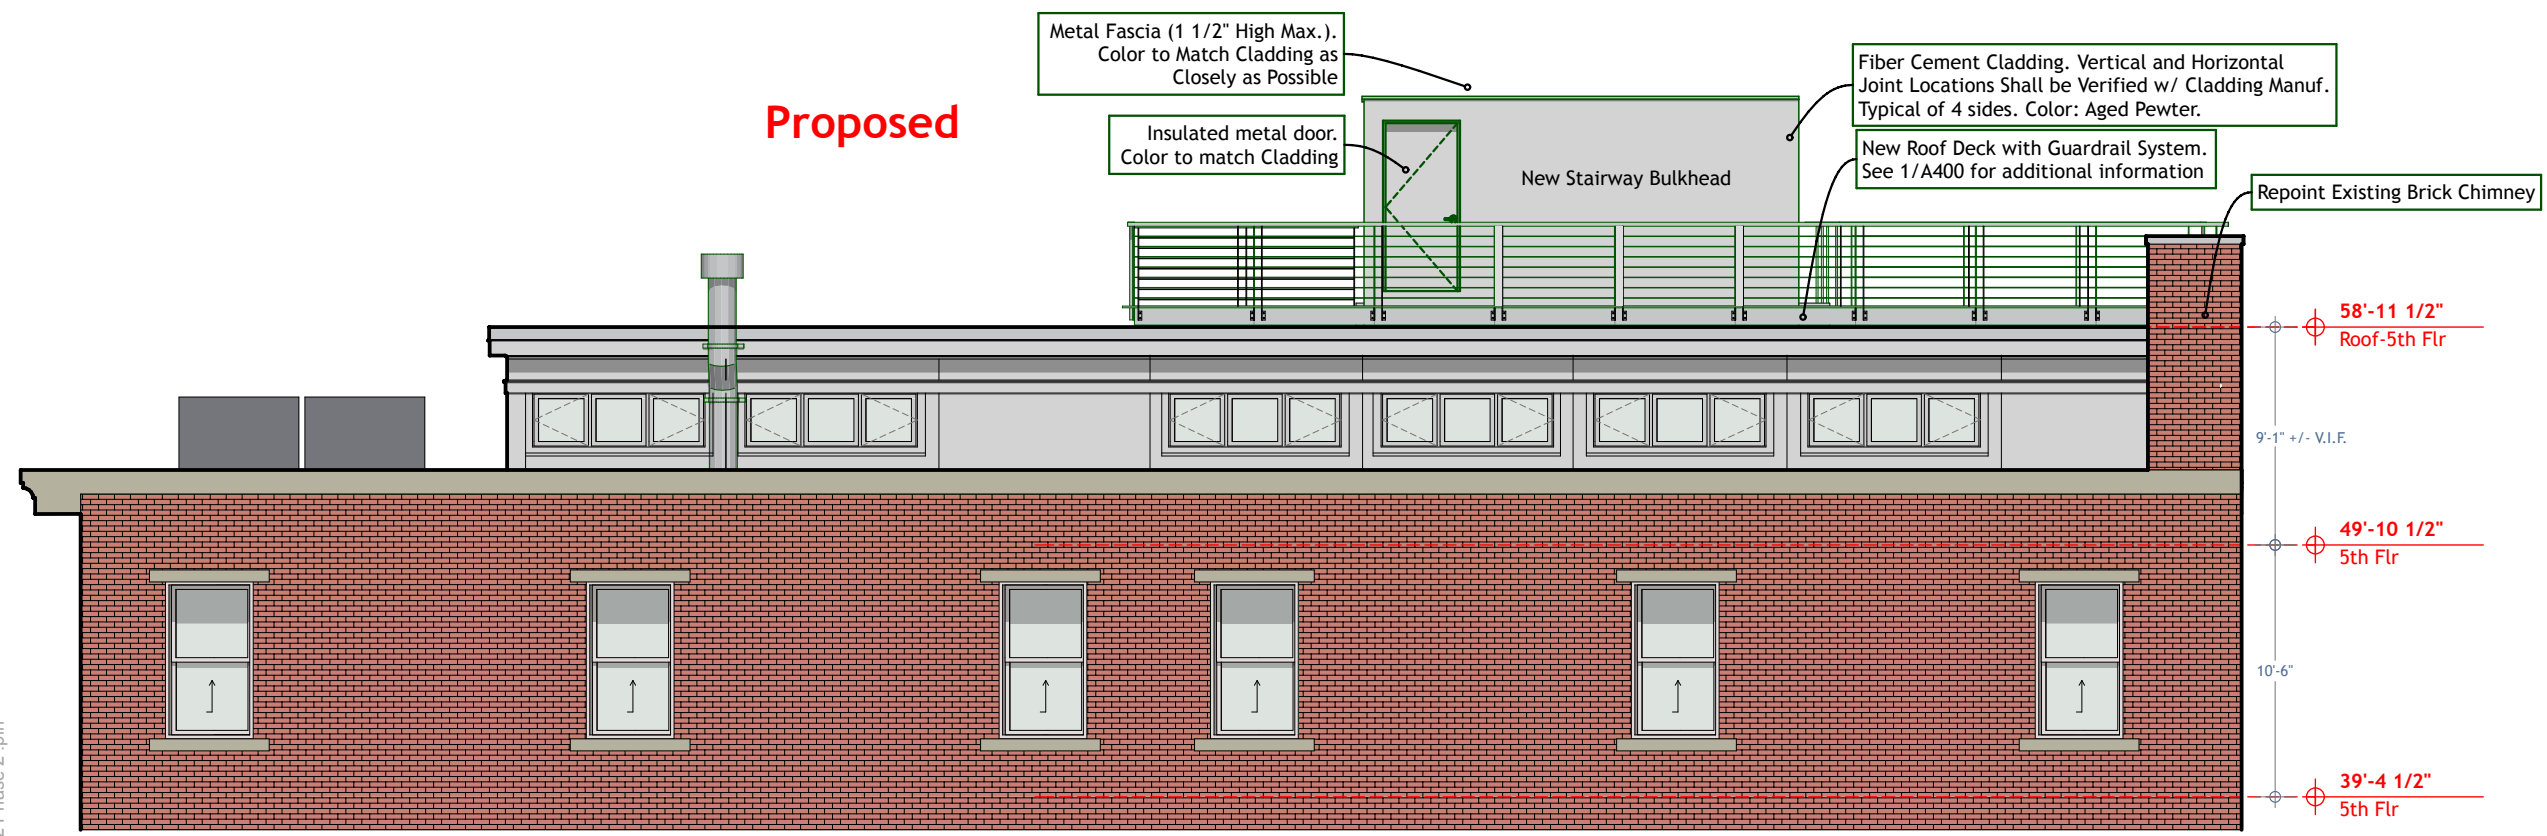 Metal Fascia (1 1/2" High Max.).
Color to Match Cladding as
Closely as Possible
Fiber Cement Cladding. Vertical and Horizontal
Joint Locations Shall be Verified w/ Cladding Manuf.
Typical of 4 sides. Color: Aged Pewter.
Proposed
Insulated metal door.
Color to match Cladding
New Roof Deck with Guardrail System.
See 1/A400 for additional information
New Stairway Bulkhead
Repoint Existing Brick Chimney
58'-11 1/2"
Roof-5th Flr
9'-1" +/- V.I.F.
49'-10 1/2"
5th Flr
10'-6"
39'-4 1/2"
5th Flr